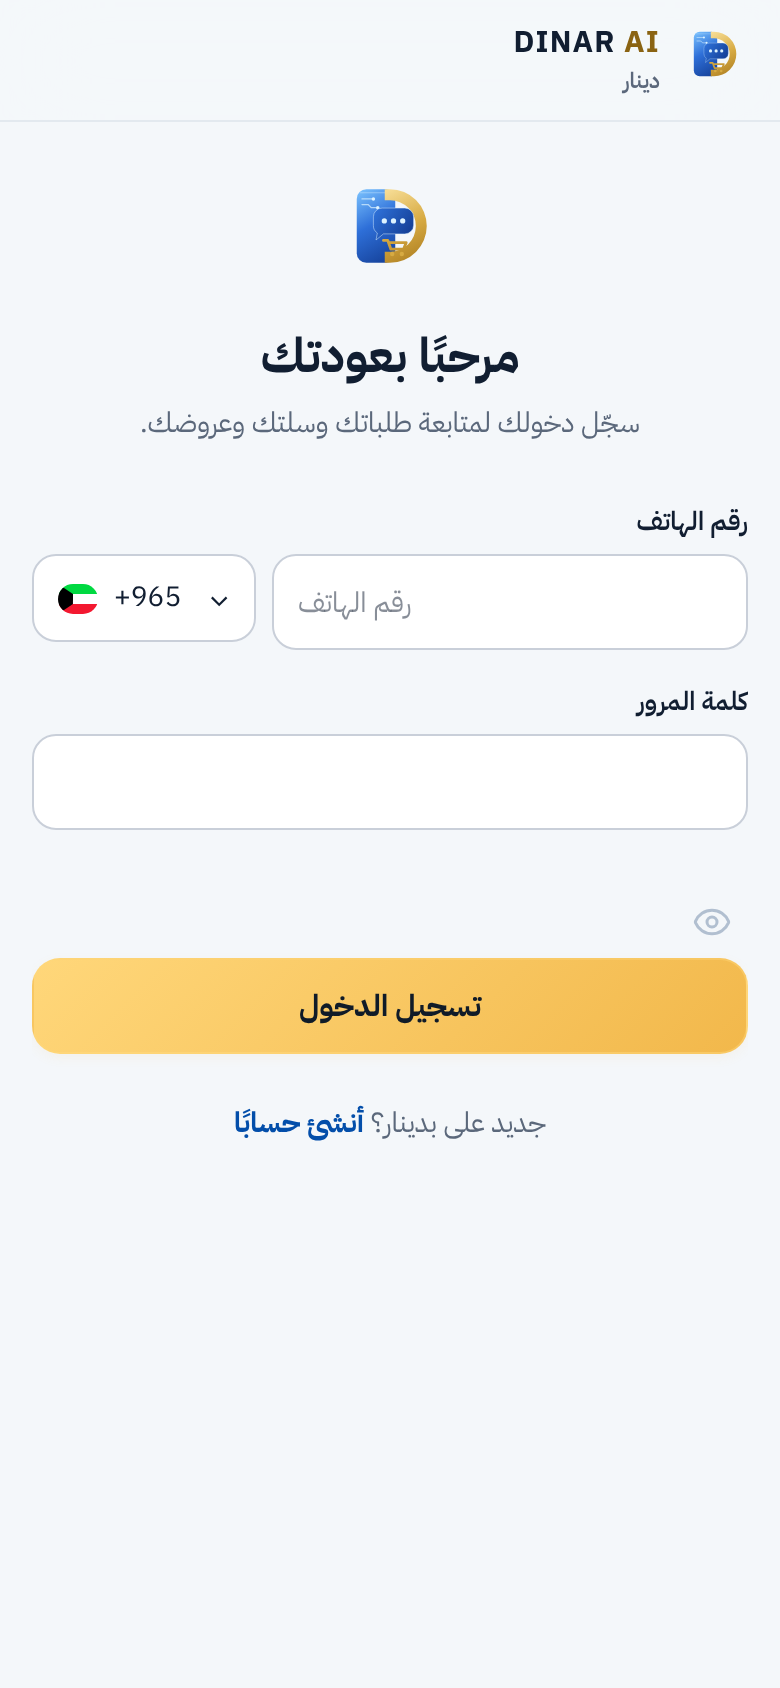 DINAR AI
دينار
مرحبًا بعودتك
سجّل دخولك لمتابعة طلباتك وسلتك وعروضك.
رقم الهاتف
رقم الهاتف
+965
كلمة المرور
تسجيل الدخول
جديد على بدينار؟ أنشئ حسابًا